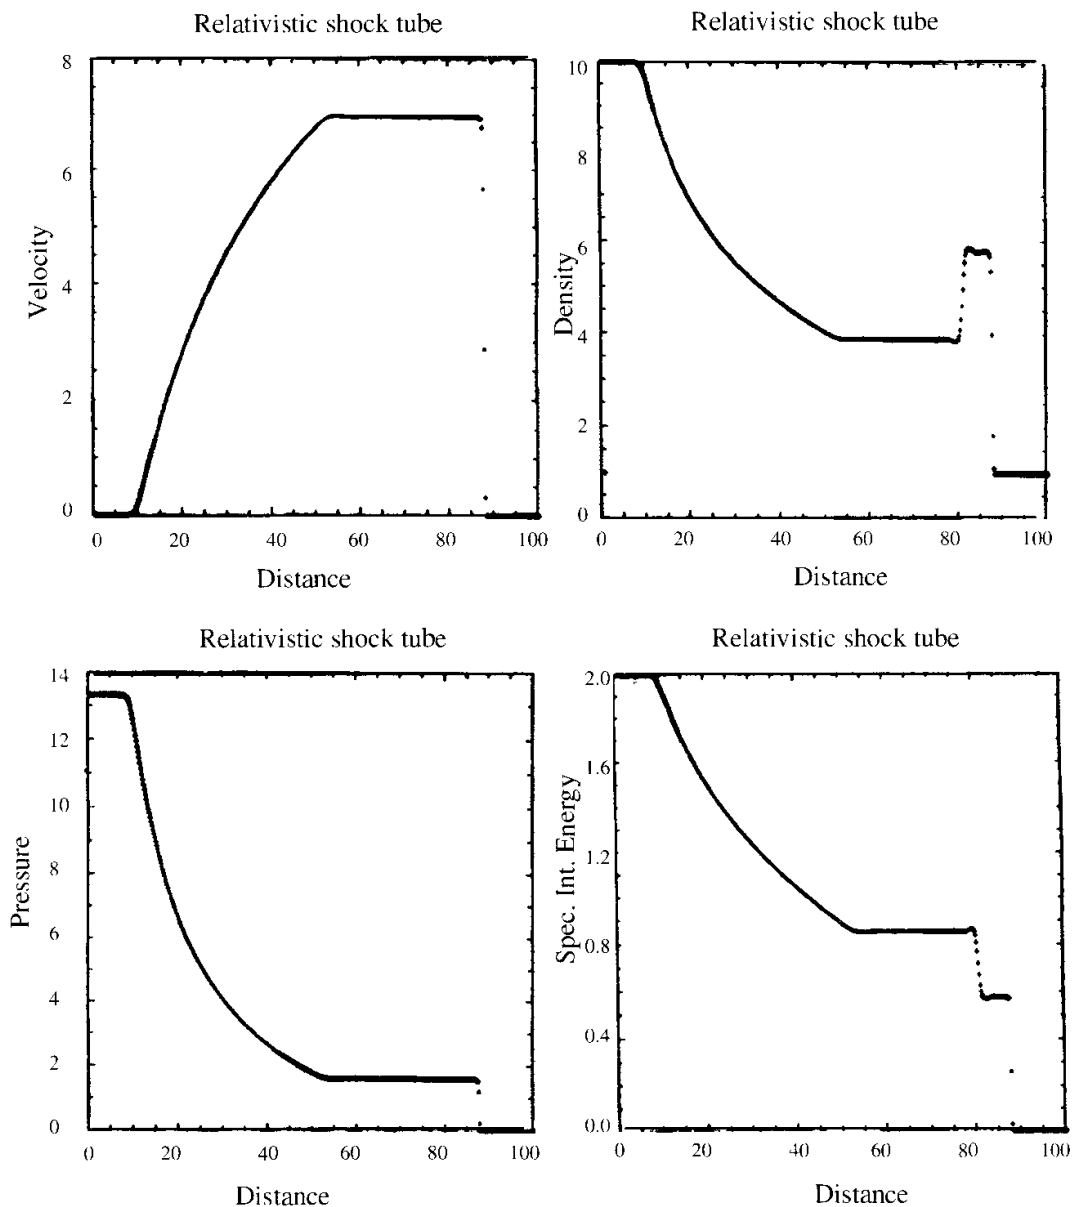 Relativistic shock tube
8
6
4
2
0
Velocity
0 20 40 60 80 100
Distance
Relativistic shock tube
10
8
6
4
2
0
Density
0 20 40 60 80 100
Distance
Relativistic shock tube
14
12
10
8
6
4
2
0
Pressure
0 20 40 60 80 100
Distance
Relativistic shock tube
2.0
1.6
1.2
0.8
0.4
0.0
Spec. Int. Energy
0 20 40 60 80 100
Distance